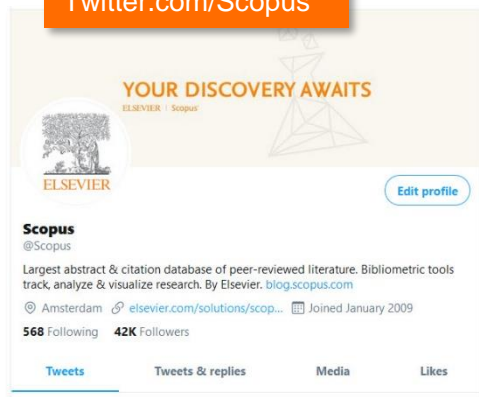 Twitter.com/Scopus
YOUR DISCOVERY AWAITS
ELSEVIER | Scopus
ELSEVIER
Edit profile
Scopus
@Scopus
Largest abstract & citation database of peer-reviewed literature. Bibliometric tools
track, analyze & visualize research. By Elsevier. blog.scopus.com
Amsterdam elsevier.com/solutions/scop... Joined January 2009
568 Following 42K Followers
Tweets Tweets & replies Media Likes